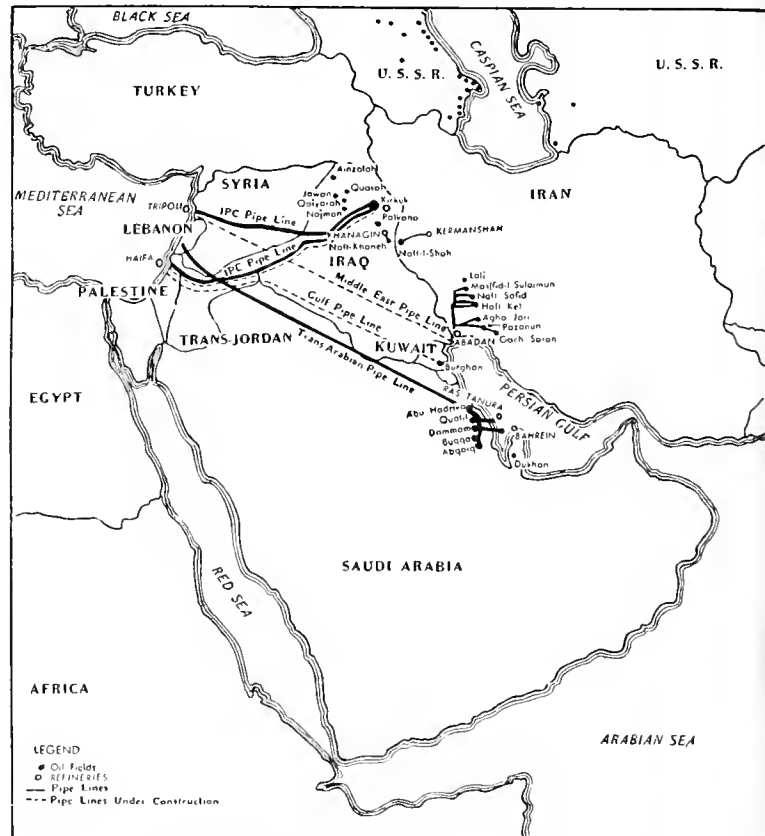 BLACK SEA
U. S. S. R.
CASPIAN SEA
U. S. S. R.
TURKEY
Ainzalah
SYRIA
Quarah
Jawan
Qaiyarah
Najman
Kirkuk
IRAN
MEDITERRANEAN
SEA
TRIPOLI
IPC Pipe Line
LEBANON
HANAGIN
KERMANSHAH
Naft-Khaneh
Naft-I-Shah
HAIFA
IPC Pipe Line
IRAQ
Lali
Masjid-I Sulaimun
Naft Safid
Haft Kel
Agha Jari
Pazanun
Middle East Pipe Line
PALESTINE
Gulf Pipe Line
ABADAN
Gach Saran
TRANS-JORDAN
KUWAIT
Burghan
Trans Arabian Pipe Line
EGYPT
RAS TANURA
PERSIAN GULF
Abu Hadriya
Qualif
Dammam
BAHREIN
Buqqa
Abqaiq
Dukhan
SAUDI ARABIA
RED SEA
AFRICA
ARABIAN SEA
LEGEND
Oil Fields
REFINERIES
Pipe Lines
Pipe Lines Under Construction